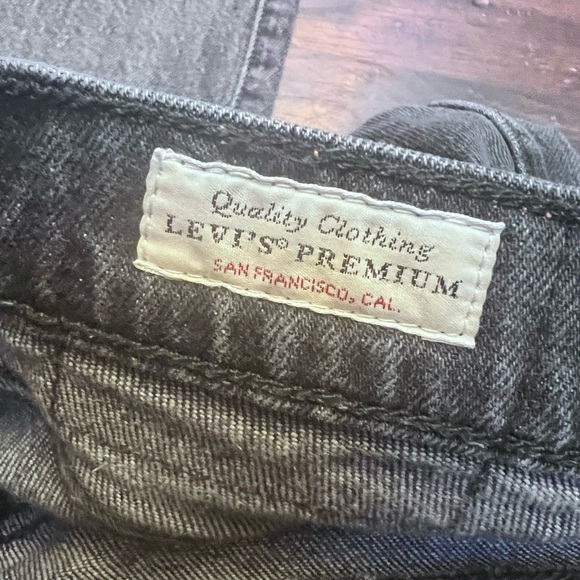 Quality Clothing
LEVI'S® PREMIUM
SAN FRANCISCO, CAL.